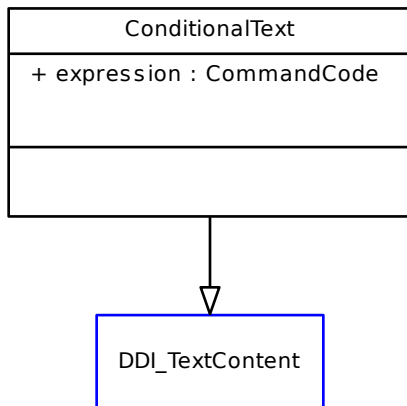 ConditionalText
+ expression : CommandCode
DDI_TextContent